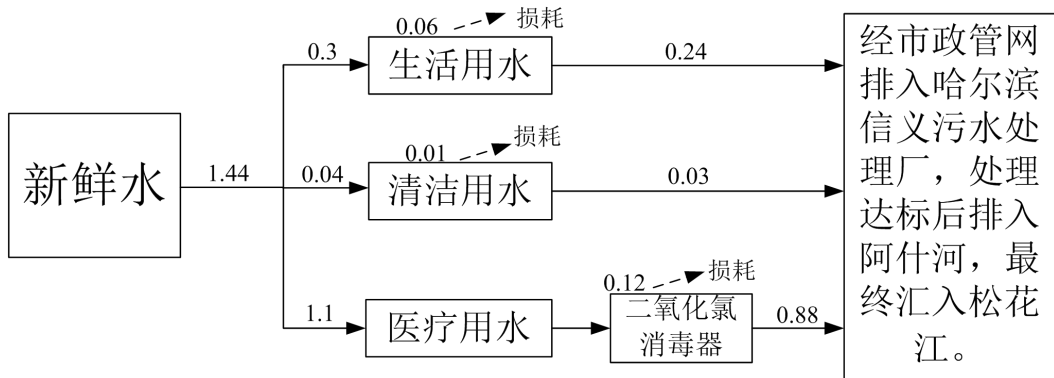 0.06 损耗
0.3 生活用水 0.24
新鲜水 1.44
0.01 损耗
0.04 清洁用水 0.03
1.1 医疗用水
0.12 损耗
二氧化氯
消毒器
0.88
经市政管网
排入哈尔滨
信义污水处
理厂，处理
达标后排入
阿什河，最
终汇入松花
江。